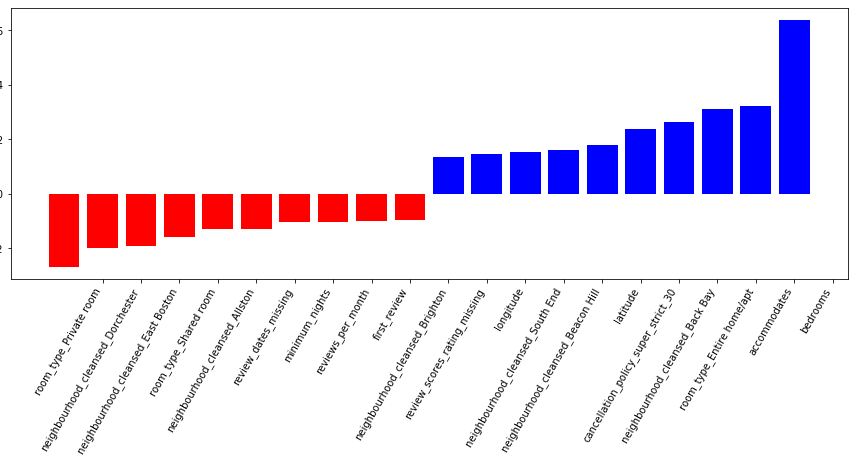 6
4
2
0
2
room_type_Private room
neighbourhood_cleansed_Dorchester
neighbourhood_cleansed_East Boston
room_type_Shared room
neighbourhood_cleansed_Allston
review_dates_missing
minimum_nights
reviews_per_month
first_review
neighbourhood_cleansed_Brighton
review_scores_rating_missing
longitude
neighbourhood_cleansed_South End
neighbourhood_cleansed_Beacon Hill
latitude
cancellation_policy_super_strict_30
neighbourhood_cleansed_Back Bay
room_type_Entire home/apt
accommodates
bedrooms